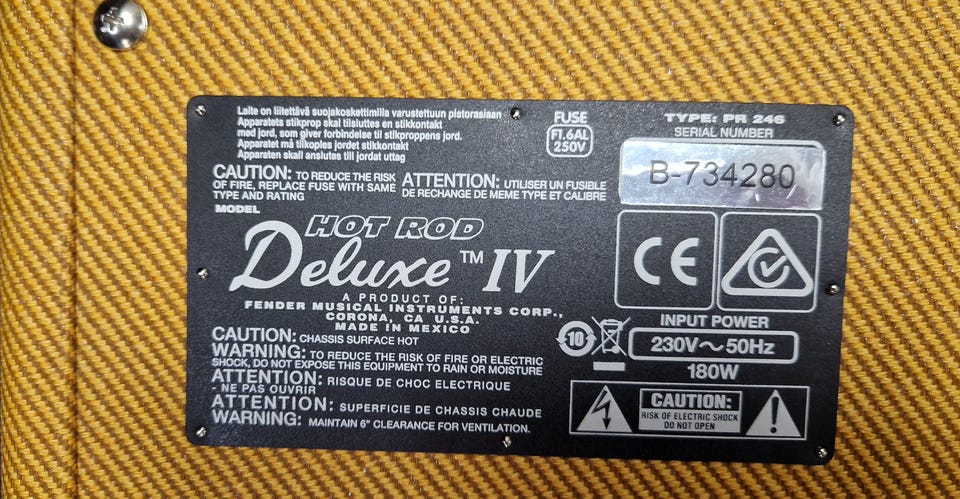 Laite on liitettävä suojakoskettimilla varustettuun pistorasiaan
Apparatets stikprop skal tilsluttes en stikkontakt
med jord, som giver forbindelse til stikproppens jord.
Apparatet må tilkoples jordet stikkontakt
Apparaten skall anslutas till jordat uttag
FUSE
F1.6AL
250V
TYPE: PR 246
SERIAL NUMBER
B-734280
CAUTION: TO REDUCE THE RISK
OF FIRE, REPLACE FUSE WITH SAME
TYPE AND RATING
ATTENTION: UTILISER UN FUSIBLE
DE RECHANGE DE MEME TYPE ET CALIBRE
MODEL
HOT ROD
Deluxe™ IV
A PRODUCT OF:
FENDER MUSICAL INSTRUMENTS CORP.,
CORONA, CA U.S.A.
MADE IN MEXICO
CE
INPUT POWER
10
230V~50Hz
180W
CAUTION: CHASSIS SURFACE HOT
WARNING: TO REDUCE THE RISK OF FIRE OR ELECTRIC
SHOCK, DO NOT EXPOSE THIS EQUIPMENT TO RAIN OR MOISTURE
ATTENTION: RISQUE DE CHOC ELECTRIQUE
- NE PAS OUVRIR
ATTENTION: SUPERFICIE DE CHASSIS CHAUDE
WARNING: MAINTAIN 6" CLEARANCE FOR VENTILATION.
CAUTION:
RISK OF ELECTRIC SHOCK
DO NOT OPEN